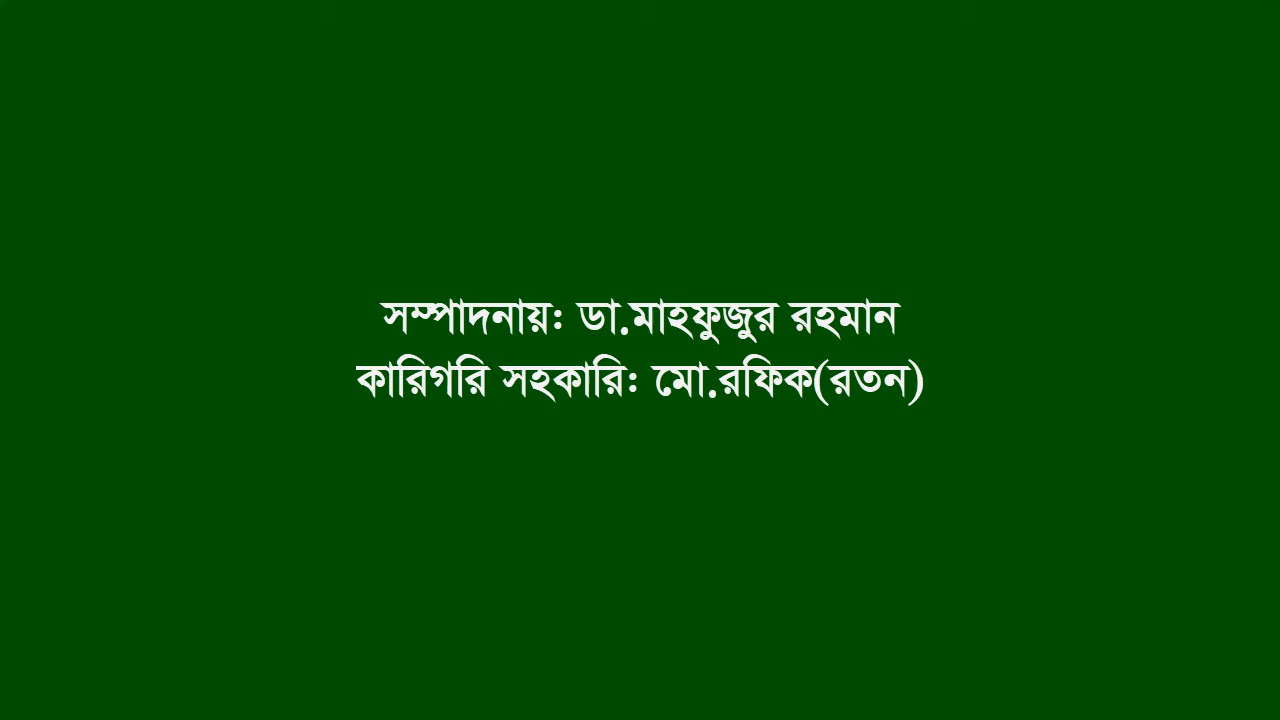 সম্পাদনায়: ডা.মাহফুজুর রহমান
কারিগরি সহকারি: মো.রফিক(রতন)